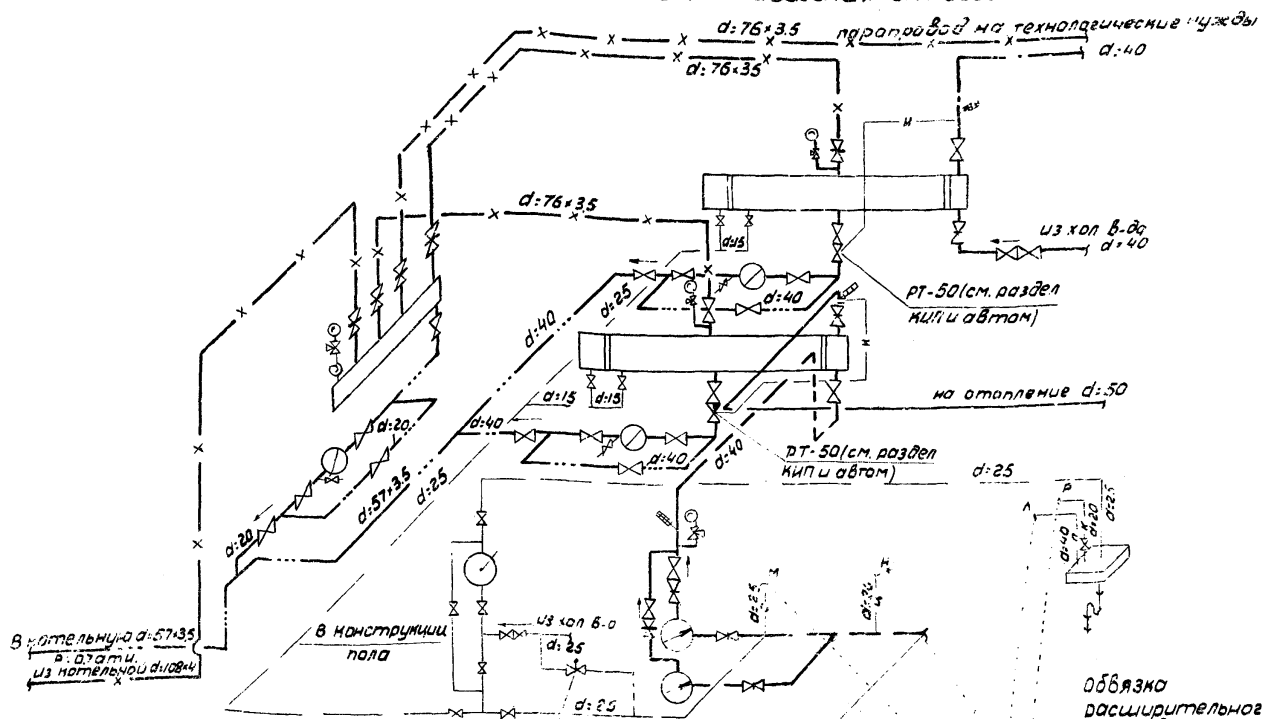 d=76×3.5
паропровод на технологические нужды
d=40
d=76×3.5
d=76×3.5
из хол в-да
d=40
d=15
d=25
d=40
d=40
РТ-50 (см. раздел
КИП и автом)
d=15
d=15
на отопление d=50
d=20
d=40
d=40
d=40
РТ-50 (см. раздел
КИП и автом)
d=25
d=57×3.5
d=25
d=20
Р
Л
d=25
d=20
d=40
d=25
d=20
В котельную d=57×3.5
из котельной d=108×4
в конструкции
пола
из хол в-а
d=25
d=25
обвязка
расширительног